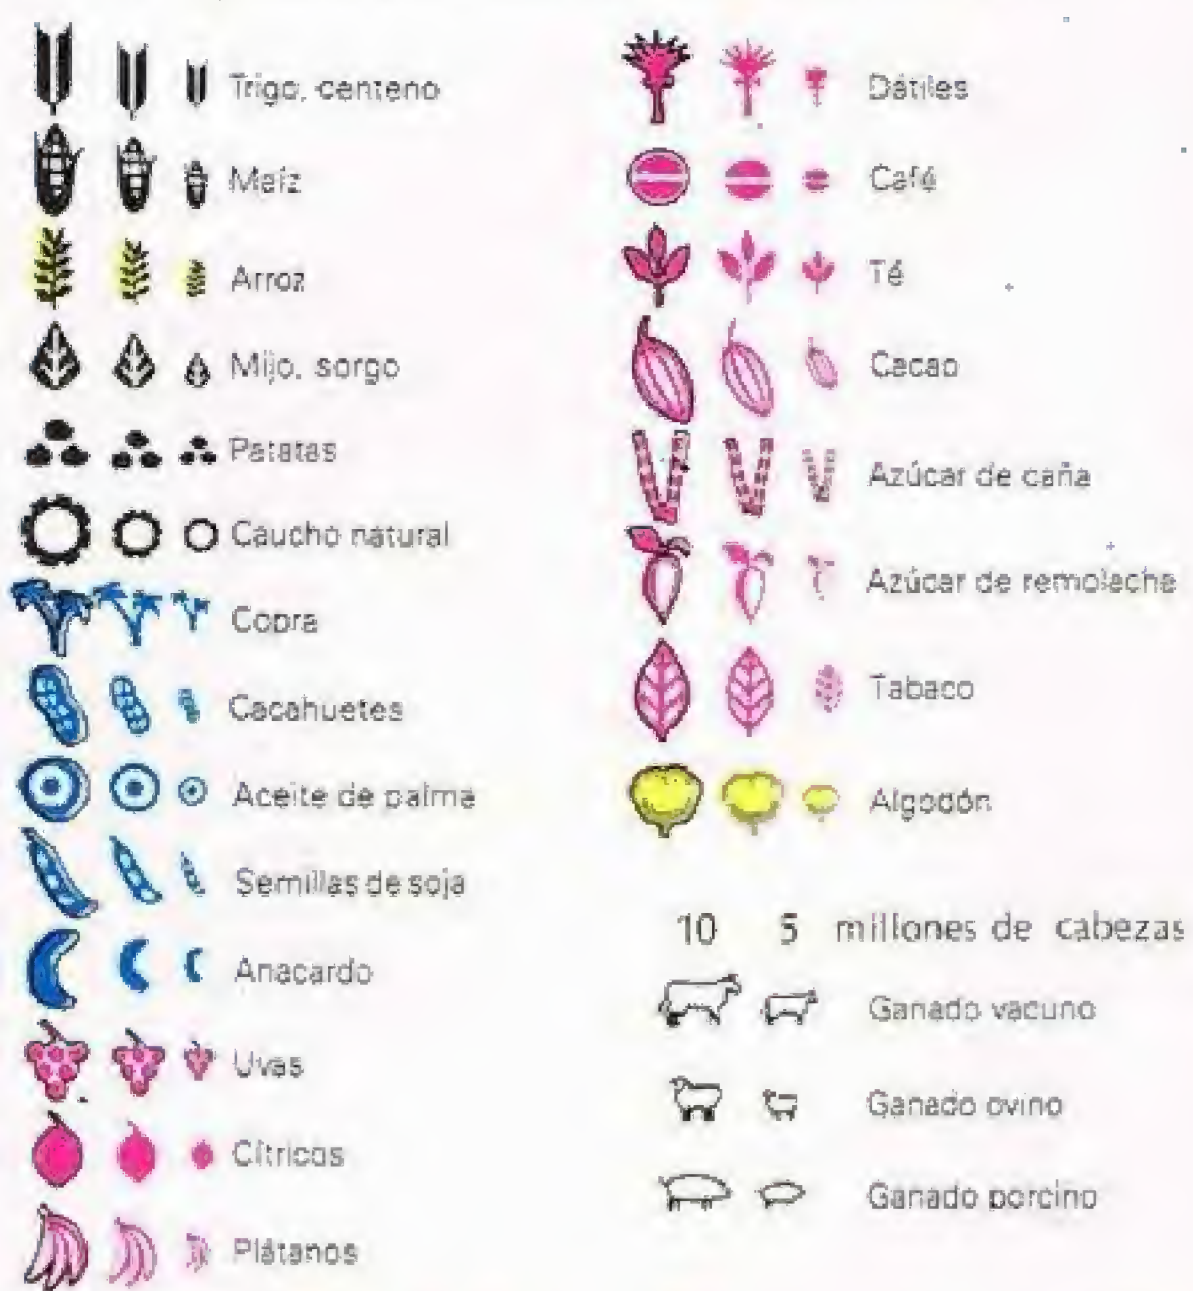 Trigo, centeno
Maíz
Arroz
Mijo, sorgo
Patatas
Caucho natural
Copra
Cacahuetes
Aceite de palma
Semillas de soja
Anacardo
Uvas
Cítricos
Plátanos
Dátiles
Café
Té
Cacao
Azúcar de caña
Azúcar de remolacha
Tabaco
Algodón
10 5 millones de cabezas
Ganado vacuno
Ganado ovino
Ganado porcino